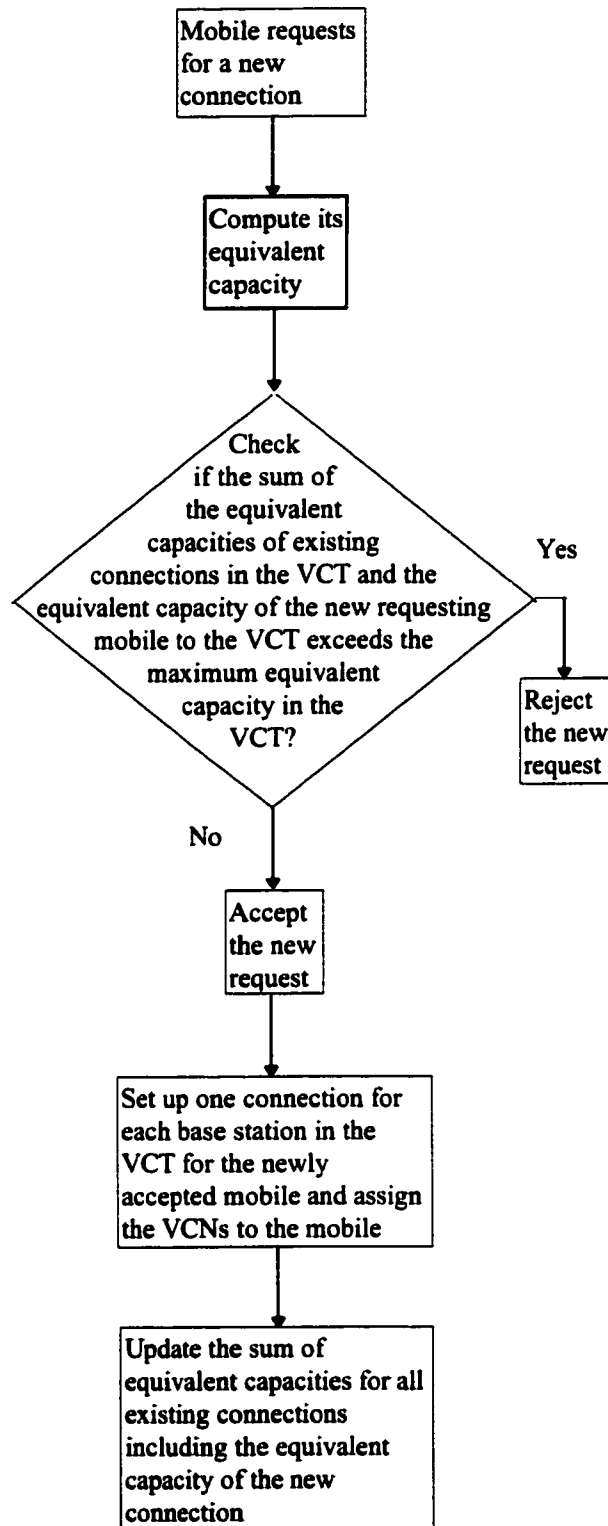 Mobile requests
for a new
connection
Compute its
equivalent
capacity
Check
if the sum of
the equivalent
capacities of existing
connections in the VCT and the
equivalent capacity of the new requesting
mobile to the VCT exceeds the
maximum equivalent
capacity in the
VCT?
Yes
Reject
the new
request
No
Accept
the new
request
Set up one connection for
each base station in the
VCT for the newly
accepted mobile and assign
the VCNs to the mobile
Update the sum of
equivalent capacities for all
existing connections
including the equivalent
capacity of the new
connection